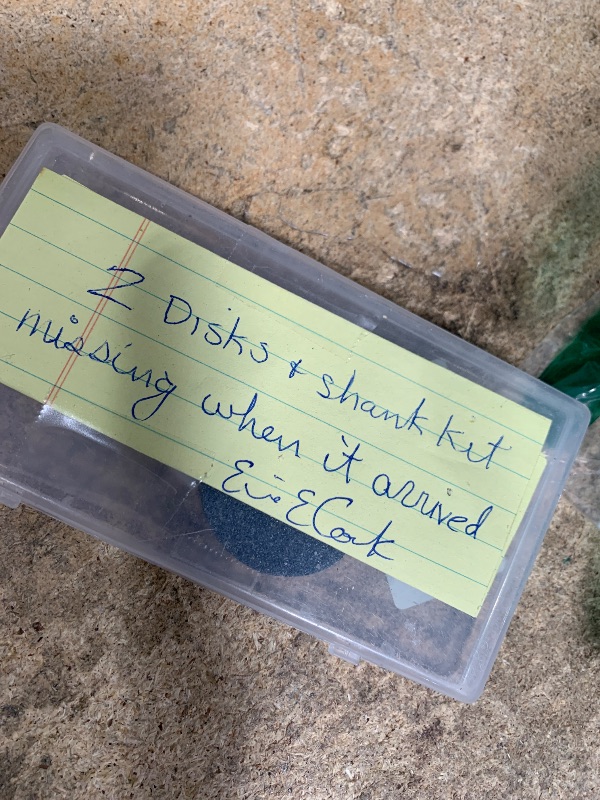 2 Disks & shank kit
missing when it arrived